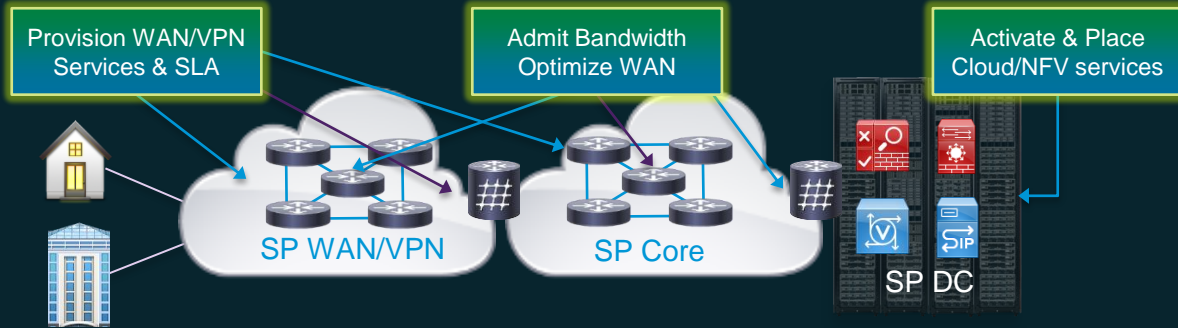 Provision WAN/VPN
Services & SLA
Admit Bandwidth
Optimize WAN
Activate & Place
Cloud/NFV services
V
SIP
SP WAN/VPN
SP Core
SP DC